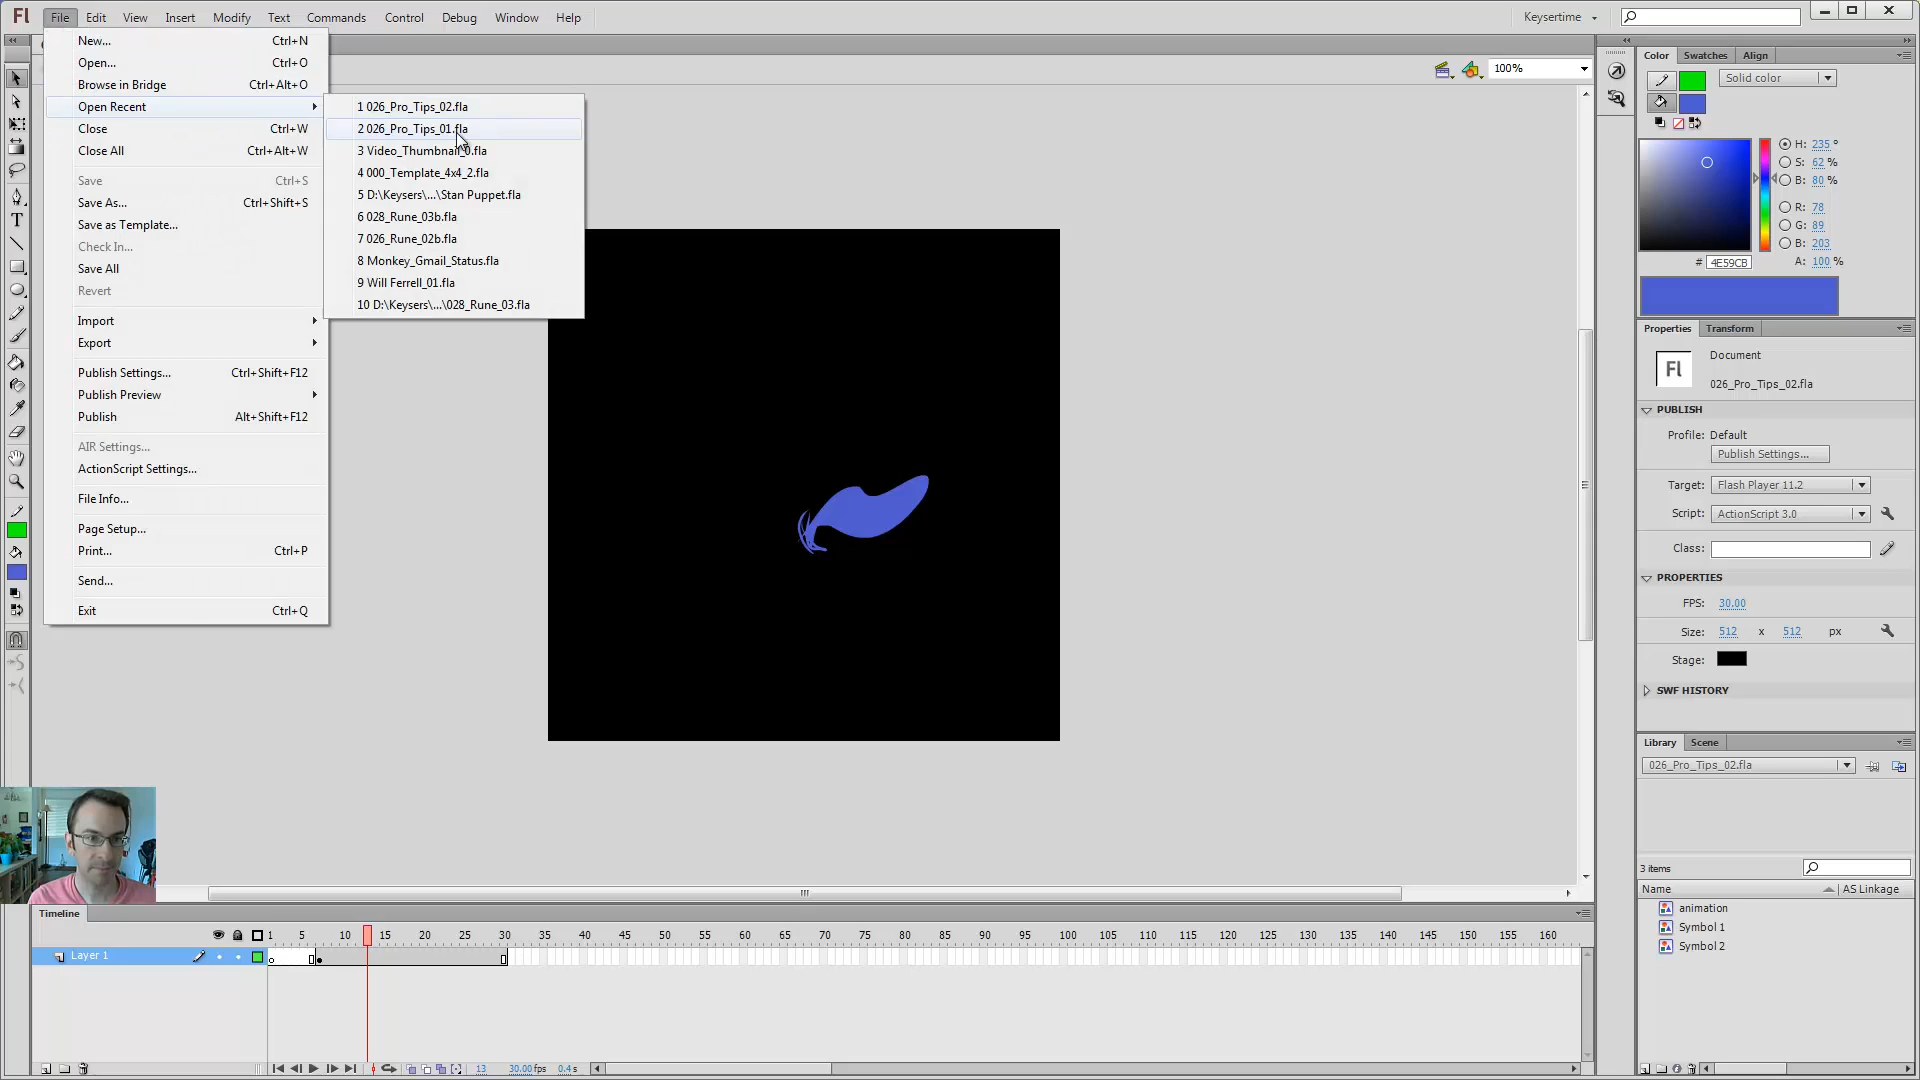 Fl File Edit View Insert Modify Text Commands Control Debug Window Help Keysertime
New... Ctrl+N
Open... Ctrl+O
Browse in Bridge Ctrl+Alt+O
Open Recent
Close Ctrl+W
Close All Ctrl+Alt+W
Save Ctrl+S
Save As... Ctrl+Shift+S
Save as Template...
Check In...
Save All
Revert
Import
Export
Publish Settings... Ctrl+Shift+F12
Publish Preview
Publish Alt+Shift+F12
AIR Settings...
ActionScript Settings...
File Info...
Page Setup...
Print... Ctrl+P
Send...
Exit Ctrl+Q
1 026_Pro_Tips_02.fla
2 026_Pro_Tips_01.fla
3 Video_Thumbnail_0.fla
4 000_Template_4x4_2.fla
5 D:\Keysers\...\Stan Puppet.fla
6 028_Rune_03b.fla
7 026_Rune_02b.fla
8 Monkey_Gmail_Status.fla
9 Will Ferrell_01.fla
10 D:\Keysers\...\028_Rune_03.fla
100%
Color Swatches Align
Solid color
H: 235 °
S: 62 %
B: 80 %
R: 78
G: 89
B: 203
# 4E59CB A: 100 %
Properties Transform
Fl Document
026_Pro_Tips_02.fla
PUBLISH
Profile: Default
Publish Settings...
Target: Flash Player 11.2
Script: ActionScript 3.0
Class:
PROPERTIES
FPS: 30.00
Size: 512 x 512 px
Stage:
SWF HISTORY
Library Scene
026_Pro_Tips_02.fla
3 items
Name AS Linkage
animation
Symbol 1
Symbol 2
Timeline
1 5 10 15 20 25 30 35 40 45 50 55 60 65 70 75 80 85 90 95 100 105 110 115 120 125 130 135 140 145 150 155 160
Layer 1
13 30.00fps 0.4s